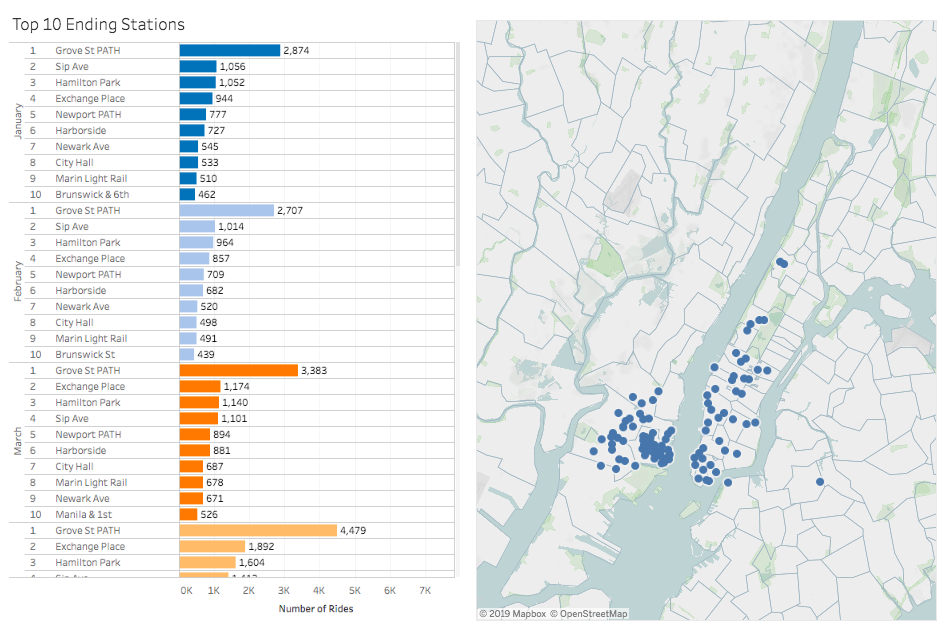 Top 10 Ending Stations
January
1 Grove St PATH 2,874
2 Sip Ave 1,056
3 Hamilton Park 1,052
4 Exchange Place 944
5 Newport PATH 777
6 Harborside 727
7 Newark Ave 545
8 City Hall 533
9 Marin Light Rail 510
10 Brunswick & 6th 462
February
1 Grove St PATH 2,707
2 Sip Ave 1,014
3 Hamilton Park 964
4 Exchange Place 857
5 Newport PATH 709
6 Harborside 682
7 Newark Ave 520
8 City Hall 498
9 Marin Light Rail 491
10 Brunswick St 439
March
1 Grove St PATH 3,383
2 Exchange Place 1,174
3 Hamilton Park 1,140
4 Sip Ave 1,101
5 Newport PATH 894
6 Harborside 881
7 City Hall 687
8 Marin Light Rail 678
9 Newark Ave 671
10 Manila & 1st 526
1 Grove St PATH 4,479
2 Exchange Place 1,892
3 Hamilton Park 1,604
0K 1K 2K 3K 4K 5K 6K 7K
Number of Rides
© 2019 Mapbox © OpenStreetMap